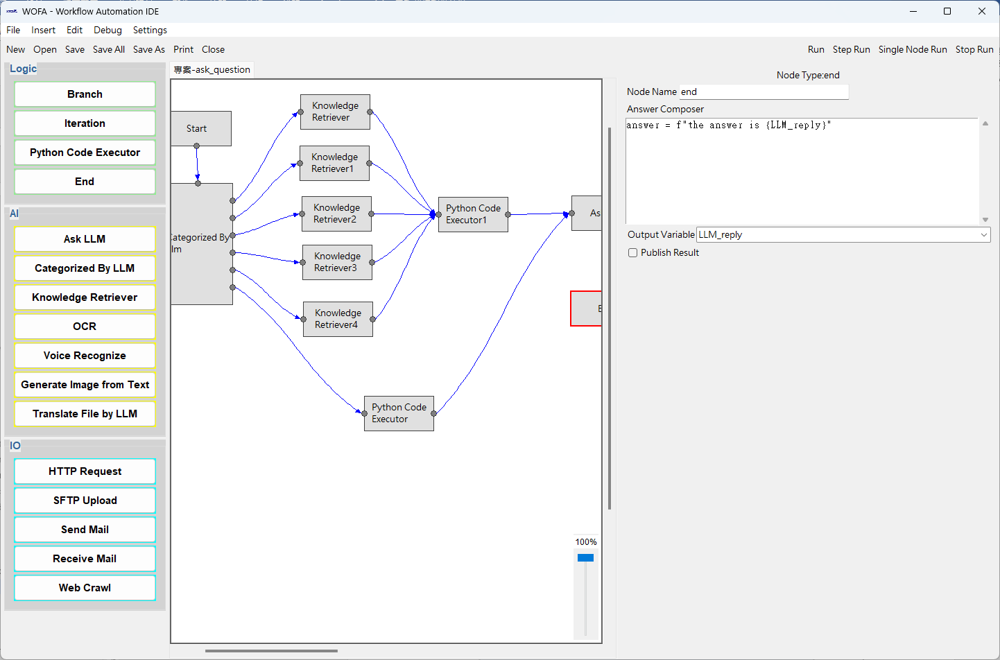 WOFA - Workflow Automation IDE
File Insert Edit Debug Settings
New Open Save Save All Save As Print Close Run Step Run Single Node Run Stop Run
Logic
Branch
Iteration
Python Code Executor
End
AI
Ask LLM
Categorized By LLM
Knowledge Retriever
OCR
Voice Recognize
Generate Image from Text
Translate File by LLM
IO
HTTP Request
SFTP Upload
Send Mail
Receive Mail
Web Crawl
專案-ask_question
Start
Categorized By
lm
Knowledge
Retriever
Knowledge
Retriever1
Knowledge
Retriever2
Knowledge
Retriever3
Knowledge
Retriever4
Python Code
Executor1
Python Code
Executor
As
E
100%
Node Type:end
Node Name end
Answer Composer
answer = f"the answer is {LLM_reply}"
Output Variable LLM_reply
Publish Result